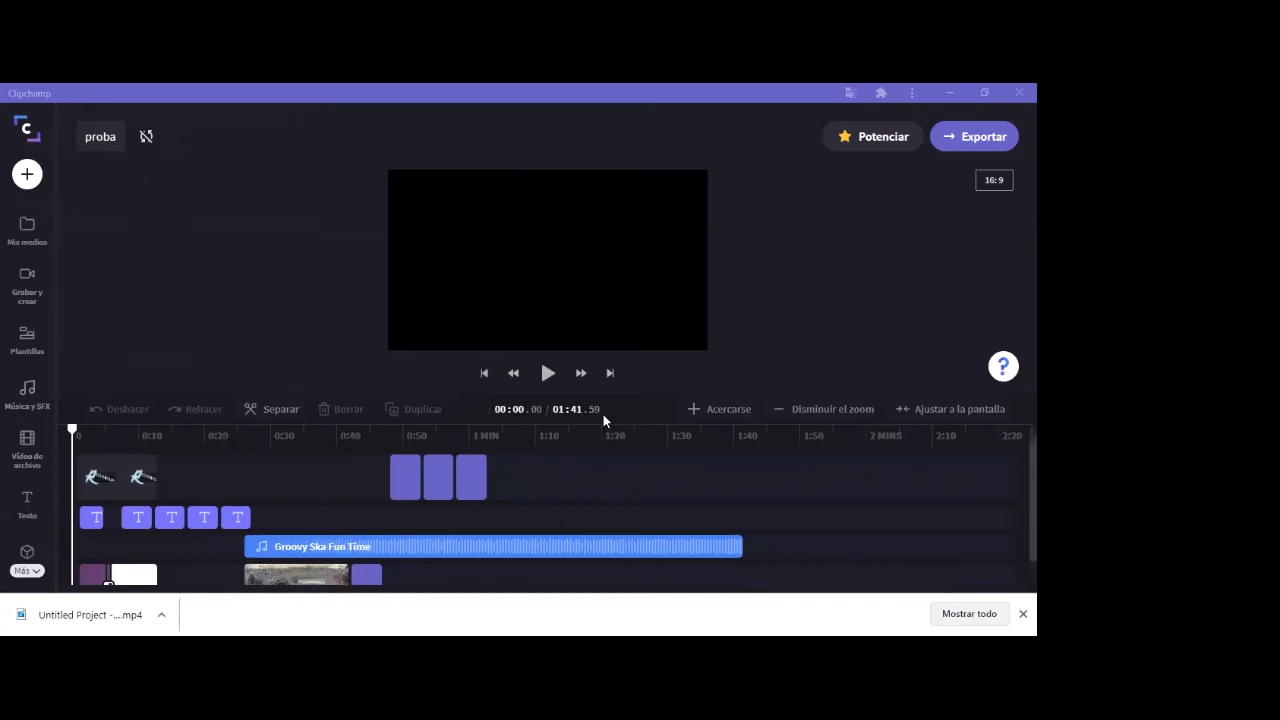 Clipchamp
proba
Potenciar
Exportar
16:9
Mis medios
Grabar y
crear
Plantillas
Música y SFX
Vídeo de
archivo
Texto
Más
Deshacer
Rehacer
Separar
Borrar
Duplicar
00:00.00 / 01:41.59
Acercarse
Disminuir el zoom
Ajustar a la pantalla
0 0:10 0:20 0:30 0:40 0:50 1 MIN 1:10 1:20 1:30 1:40 1:50 2 MINS 2:10 2:20
T T T T T
Groovy Ska Fun Time
Untitled Project -....mp4
Mostrar todo